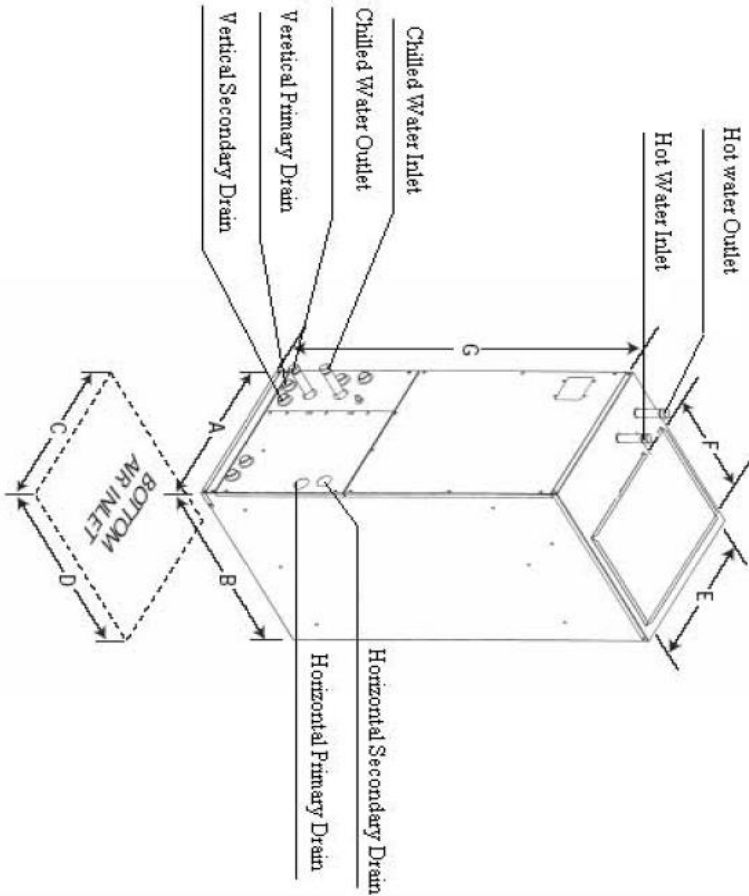 Hot water Outlet
Hot Water Inlet
Chilled Water Inlet
Chilled Water Outlet
Veretical Primary Drain
Vertical Secondary Drain
Horizontal Secondary Drain
Horizontal Primary Drain
A
B
C
D
E
F
G
BOTTOM
AIR INLET